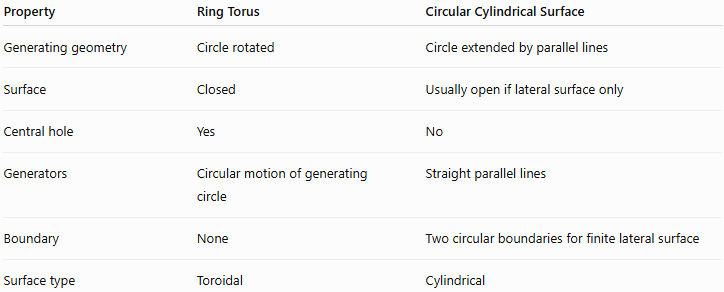 Property Ring Torus Circular Cylindrical Surface
Generating geometry Circle rotated Circle extended by parallel lines
Surface Closed Usually open if lateral surface only
Central hole Yes No
Generators Circular motion of generating Straight parallel lines
circle
Boundary None Two circular boundaries for finite lateral surface
Surface type Toroidal Cylindrical